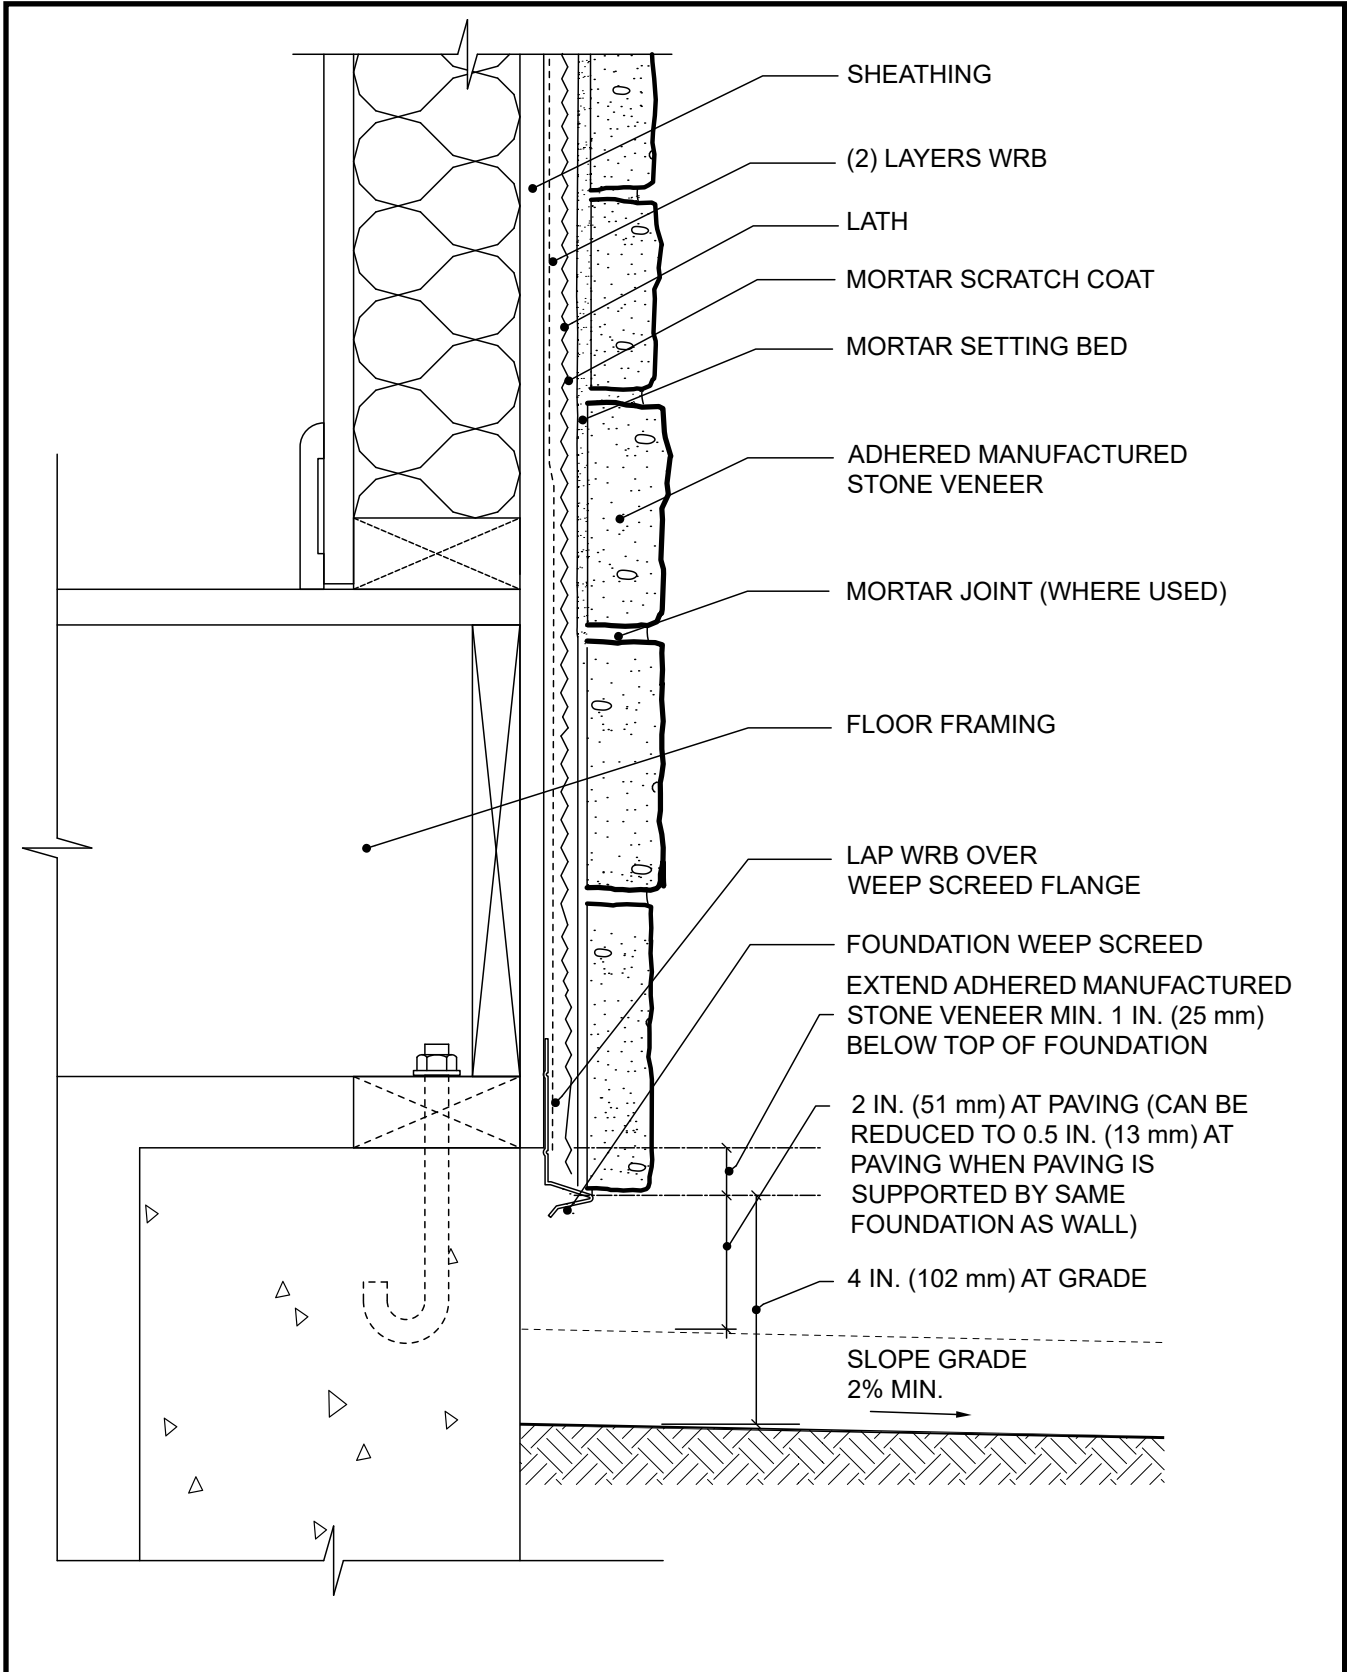 SHEATHING
(2) LAYERS WRB
LATH
MORTAR SCRATCH COAT
MORTAR SETTING BED
ADHERED MANUFACTURED
STONE VENEER
MORTAR JOINT (WHERE USED)
FLOOR FRAMING
LAP WRB OVER
WEEP SCREED FLANGE
FOUNDATION WEEP SCREED
EXTEND ADHERED MANUFACTURED
STONE VENEER MIN. 1 IN. (25 mm)
BELOW TOP OF FOUNDATION
2 IN. (51 mm) AT PAVING (CAN BE
REDUCED TO 0.5 IN. (13 mm) AT
PAVING WHEN PAVING IS
SUPPORTED BY SAME
FOUNDATION AS WALL)
4 IN. (102 mm) AT GRADE
SLOPE GRADE
2% MIN.